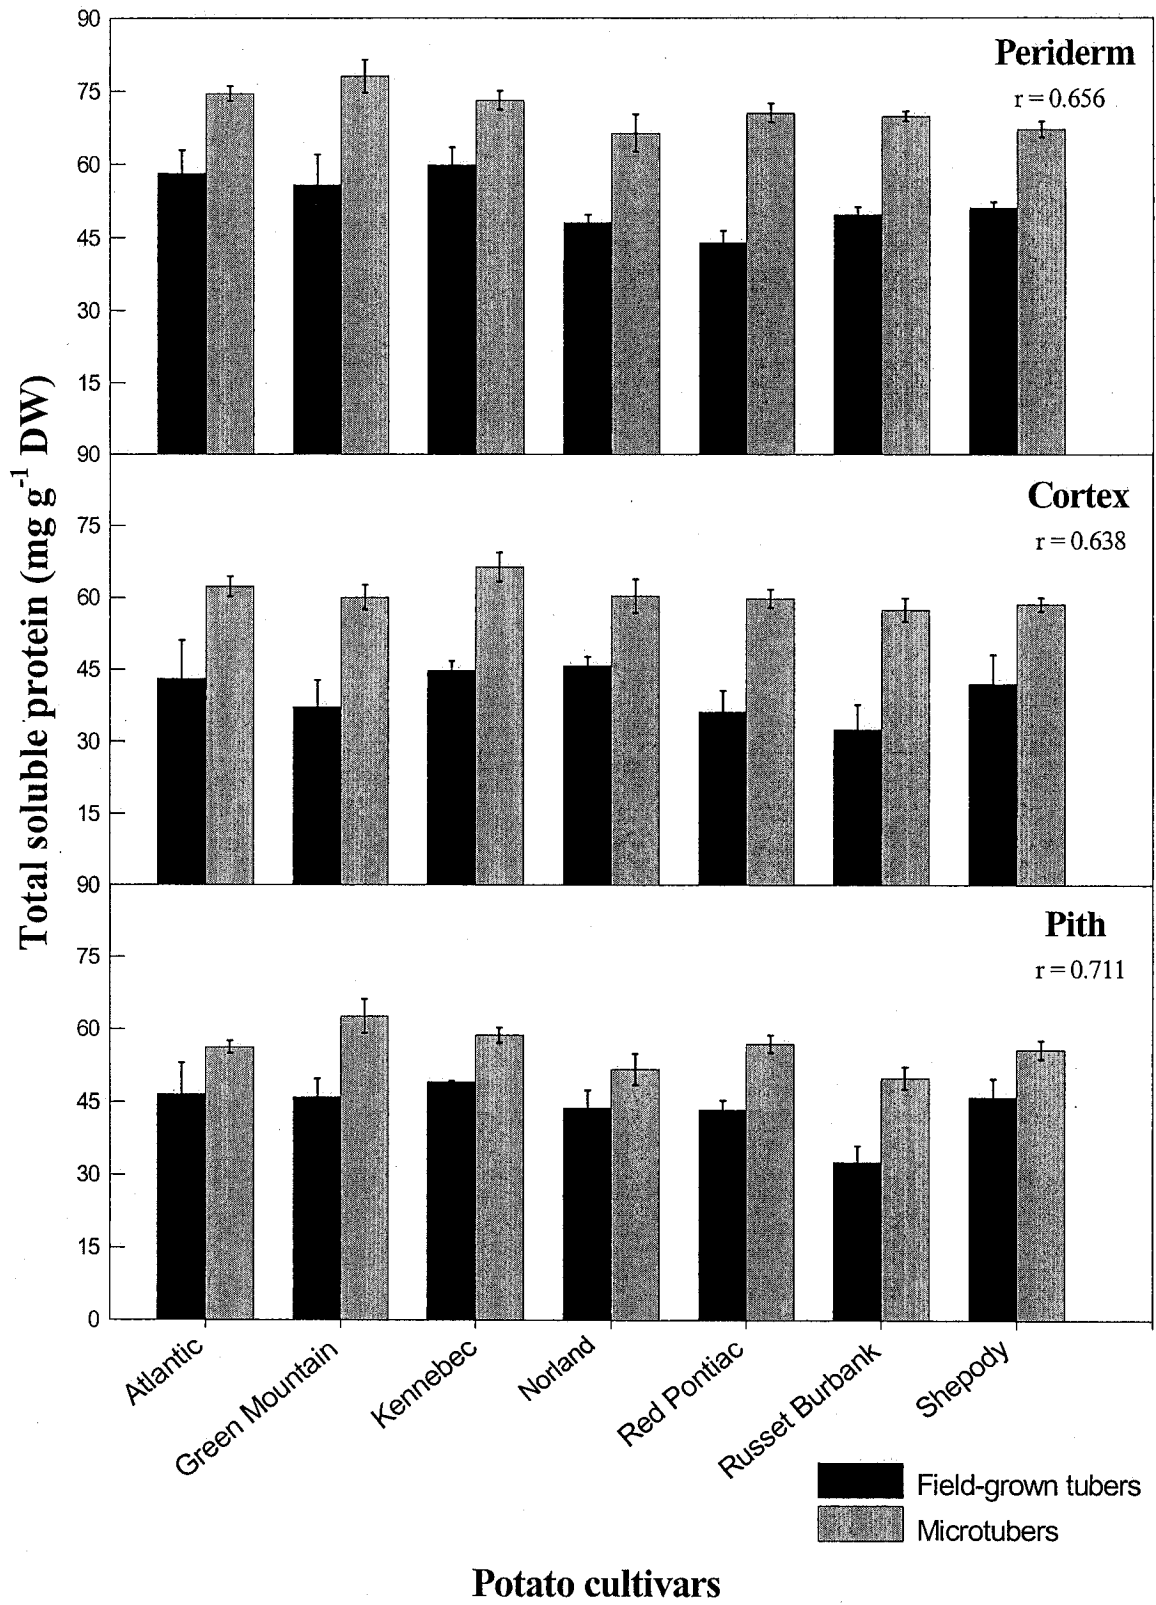 90
Periderm
75
r = 0.656
60
45
30
15
90
Cortex
75
r = 0.638
60
45
30
15
90
Pith
75
r = 0.711
60
45
30
15
0
Total soluble protein (mg g-1 DW)
Atlantic
Green Mountain
Kennebec
Norland
Red Pontiac
Russet Burbank
Shepody
Field-grown tubers
Microtubers
Potato cultivars